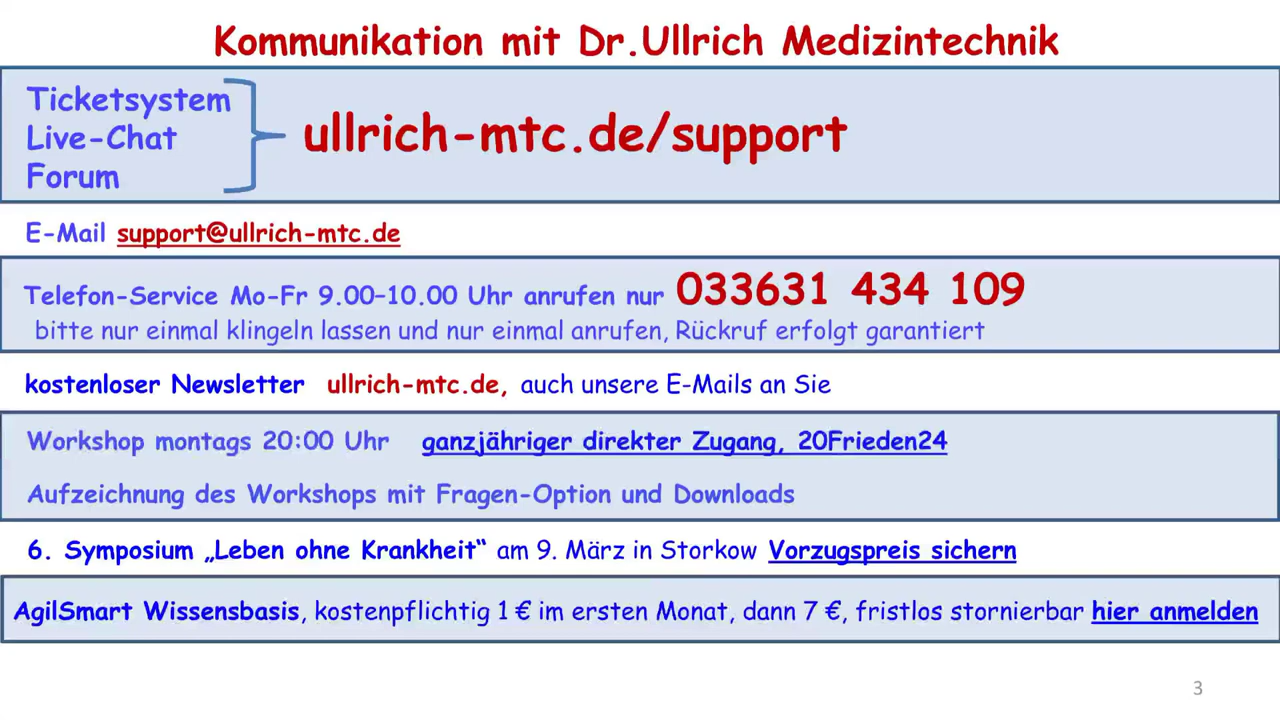 Kommunikation mit Dr.Ullrich Medizintechnik
Ticketsystem
Live-Chat
Forum
ullrich-mtc.de/support
E-Mail support@ullrich-mtc.de
Telefon-Service Mo-Fr 9.00–10.00 Uhr anrufen nur 033631 434 109
bitte nur einmal klingeln lassen und nur einmal anrufen, Rückruf erfolgt garantiert
kostenloser Newsletter ullrich-mtc.de, auch unsere E-Mails an Sie
Workshop montags 20:00 Uhr ganzjähriger direkter Zugang, 20Frieden24
Aufzeichnung des Workshops mit Fragen-Option und Downloads
6. Symposium „Leben ohne Krankheit“ am 9. März in Storkow Vorzugspreis sichern
AgilSmart Wissensbasis, kostenpflichtig 1 € im ersten Monat, dann 7 €, fristlos stornierbar hier anmelden
3